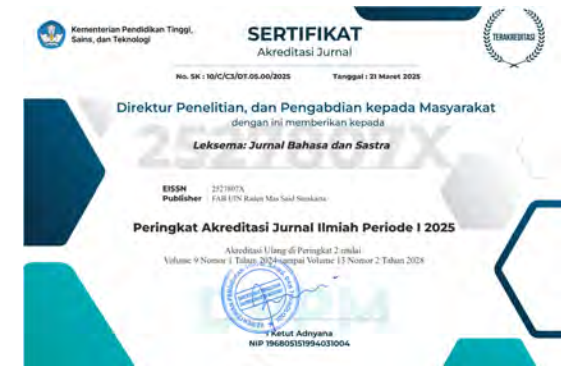 Kementerian Pendidikan Tinggi,
Sains, dan Teknologi
SERTIFIKAT
Akreditasi Jurnal
TERAKREDITASI
No. SK : 10/C/C3/DT.05.00/2025 Tanggal : 21 Maret 2025
Direktur Penelitian, dan Pengabdian kepada Masyarakat
dengan ini memberikan kepada
2527807X
Leksema: Jurnal Bahasa dan Sastra
EISSN : 2527807X
Publisher : FAB UIN Raden Mas Said Surakarta
Peringkat Akreditasi Jurnal Ilmiah Periode I 2025
Akreditasi Ulang di Peringkat 2 mulai
Volume 9 Nomor 1 Tahun 2024 sampai Volume 13 Nomor 2 Tahun 2028
I Ketut Adnyana
NIP 196805151994031004